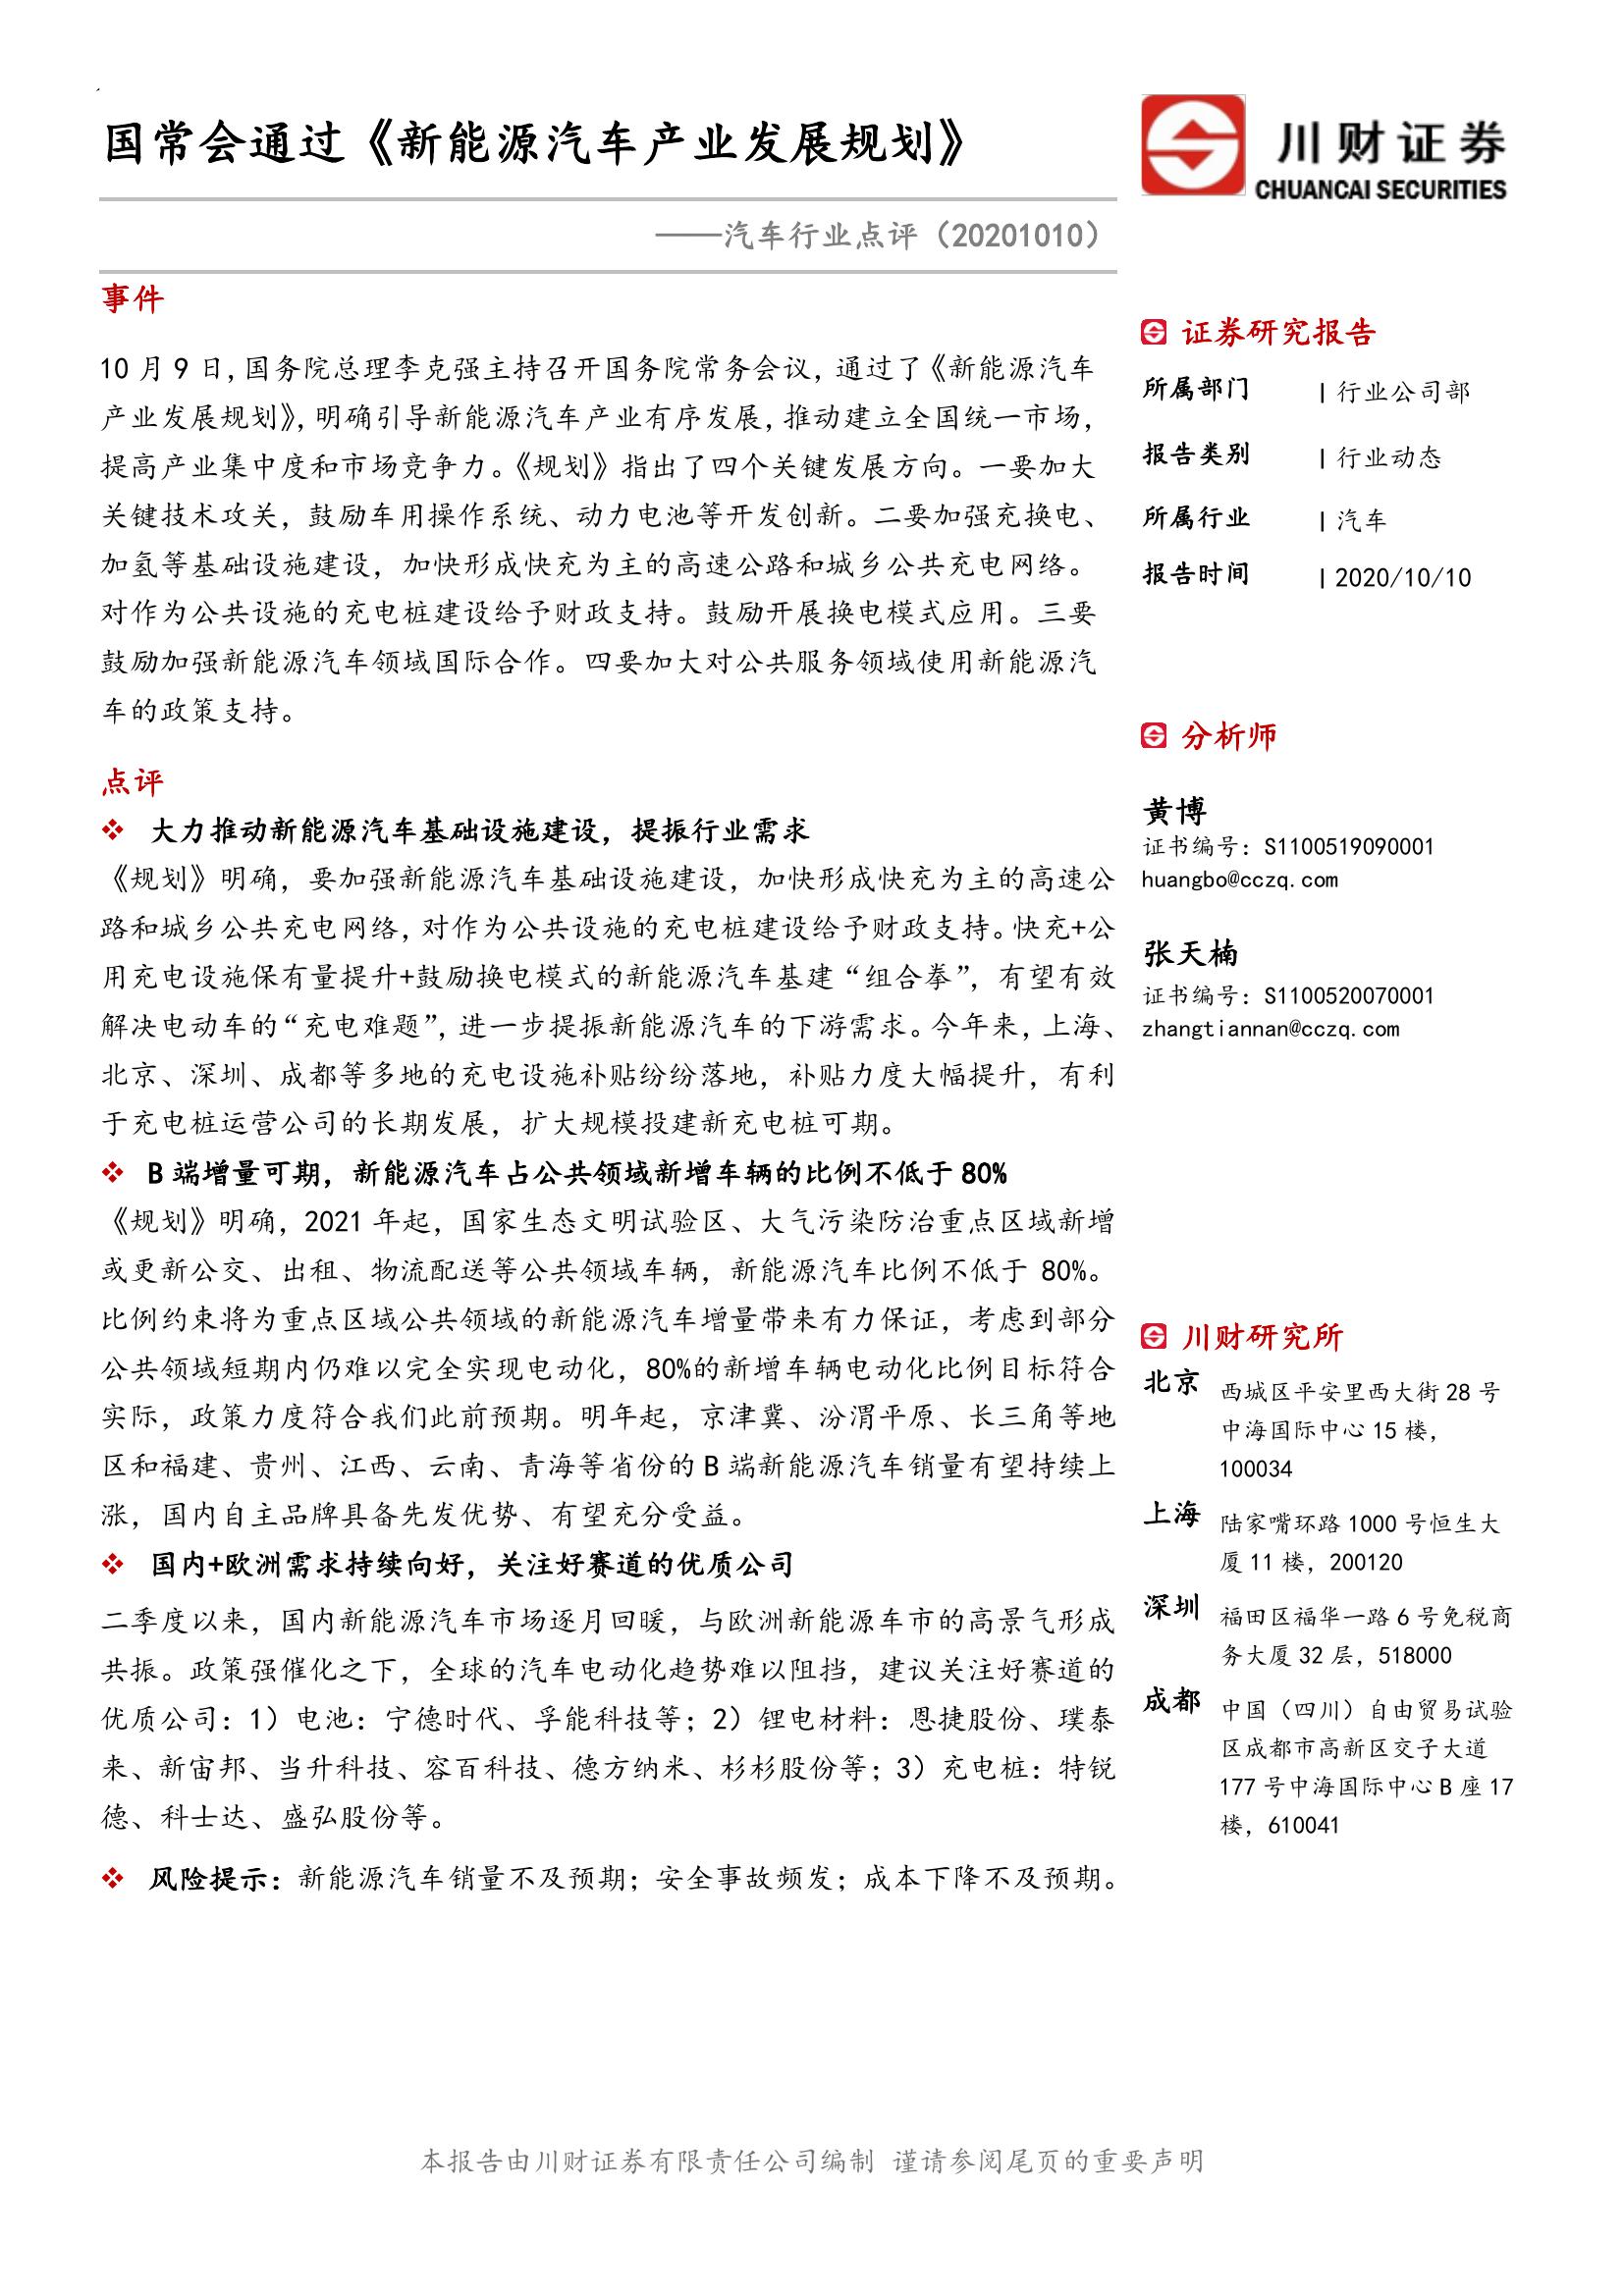 国常会通过《新能源汽车产业发展规划》
——汽车行业点评（20201010）
事件
10 月 9 日，国务院总理李克强主持召开国务院常务会议，通过了《新能源汽车
产业发展规划》，明确引导新能源汽车产业有序发展，推动建立全国统一市场，
提高产业集中度和市场竞争力。《规划》指出了四个关键发展方向。一要加大
关键技术攻关，鼓励车用操作系统、动力电池等开发创新。二要加强充换电、
加氢等基础设施建设，加快形成快充为主的高速公路和城乡公共充电网络。
对作为公共设施的充电桩建设给予财政支持。鼓励开展换电模式应用。三要
鼓励加强新能源汽车领域国际合作。四要加大对公共服务领域使用新能源汽
车的政策支持。
点评
❖ 大力推动新能源汽车基础设施建设，提振行业需求
《规划》明确，要加强新能源汽车基础设施建设，加快形成快充为主的高速公
路和城乡公共充电网络，对作为公共设施的充电桩建设给予财政支持。快充+公
用充电设施保有量提升+鼓励换电模式的新能源汽车基建“组合拳”，有望有效
解决电动车的“充电难题”，进一步提振新能源汽车的下游需求。今年来，上海、
北京、深圳、成都等多地的充电设施补贴纷纷落地，补贴力度大幅提升，有利
于充电桩运营公司的长期发展，扩大规模投建新充电桩可期。
❖ B 端增量可期，新能源汽车占公共领域新增车辆的比例不低于 80%
《规划》明确，2021 年起，国家生态文明试验区、大气污染防治重点区域新增
或更新公交、出租、物流配送等公共领域车辆，新能源汽车比例不低于 80%。
比例约束将为重点区域公共领域的新能源汽车增量带来有力保证，考虑到部分
公共领域短期内仍难以完全实现电动化，80%的新增车辆电动化比例目标符合
实际，政策力度符合我们此前预期。明年起，京津冀、汾渭平原、长三角等地
区和福建、贵州、江西、云南、青海等省份的 B 端新能源汽车销量有望持续上
涨，国内自主品牌具备先发优势、有望充分受益。
❖ 国内+欧洲需求持续向好，关注好赛道的优质公司
二季度以来，国内新能源汽车市场逐月回暖，与欧洲新能源车市的高景气形成
共振。政策强催化之下，全球的汽车电动化趋势难以阻挡，建议关注好赛道的
优质公司：1）电池：宁德时代、孚能科技等；2）锂电材料：恩捷股份、璞泰
来、新宙邦、当升科技、容百科技、德方纳米、杉杉股份等；3）充电桩：特锐
德、科士达、盛弘股份等。
❖ 风险提示：新能源汽车销量不及预期；安全事故频发；成本下降不及预期。
川财证券
CHUANCAI SECURITIES
证券研究报告
所属部门 | 行业公司部
报告类别 | 行业动态
所属行业 | 汽车
报告时间 | 2020/10/10
分析师
黄博
证书编号：S1100519090001
huangbo@cczq.com
张天楠
证书编号：S1100520070001
zhangtiannan@cczq.com
川财研究所
北京 西城区平安里西大街 28 号
中海国际中心 15 楼，
100034
上海 陆家嘴环路 1000 号恒生大
厦 11 楼，200120
深圳 福田区福华一路 6 号免税商
务大厦 32 层，518000
成都 中国（四川）自由贸易试验
区成都市高新区交子大道
177 号中海国际中心 B 座 17
楼，610041
本报告由川财证券有限责任公司编制 谨请参阅尾页的重要声明